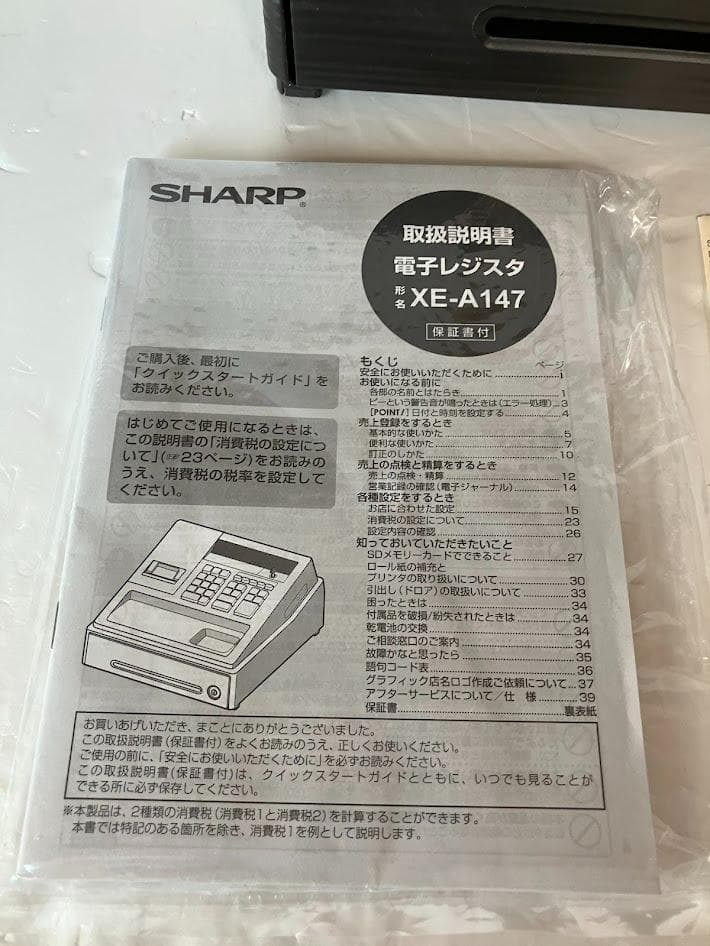 SHARP®
取扱説明書
電子レジスタ
形名 XE-A147
保証書付
ご購入後、最初に
「クイックスタートガイド」を
お読みください。
はじめてご使用になるときは、
この説明書の「消費税の設定につ
いて」(☞23ページ)をお読みの
うえ、消費税の税率を設定して
ください。
もくじ ページ
安全にお使いいただくために ............ i
お使いになる前に
各部の名前とはたらき ............ 1
ピーという警告音が鳴ったときは(エラー処理) ... 3
[POINT!] 日付と時刻を設定する ............ 4
売上登録をするとき
基本的な使いかた ............ 5
便利な使いかた ............ 7
訂正のしかた ............ 10
売上の点検と精算をするとき
売上の点検・精算 ............ 12
営業記録の確認(電子ジャーナル) ............ 14
各種設定をするとき
お店に合わせた設定 ............ 15
消費税の設定について ............ 23
設定内容の確認 ............ 26
知っておいていただきたいこと
SDメモリーカードでできること ............ 27
ロール紙の補充と
プリンタの取り扱いについて ............ 30
引出し(ドロア)の取扱いについて ............ 33
困ったときは ............ 34
付属品を破損/紛失されたときは ............ 34
乾電池の交換 ............ 34
ご相談窓口のご案内 ............ 34
故障かなと思ったら ............ 35
語句コード表 ............ 36
グラフィック店名ロゴ作成ご依頼について ... 37
アフターサービスについて/仕 様 ............ 39
保証書 ............ 裏表紙
お買いあげいただき、まことにありがとうございました。
この取扱説明書(保証書付)をよくお読みのうえ、正しくお使いください。
ご使用の前に、「安全にお使いいただくために」を必ずお読みください。
この取扱説明書(保証書付)は、クイックスタートガイドとともに、いつでも見ることが
できる所に必ず保存してください。
※本製品は、2種類の消費税(消費税1と消費税2)を計算することができます。
本書では特記のある箇所を除き、消費税1を例として説明します。